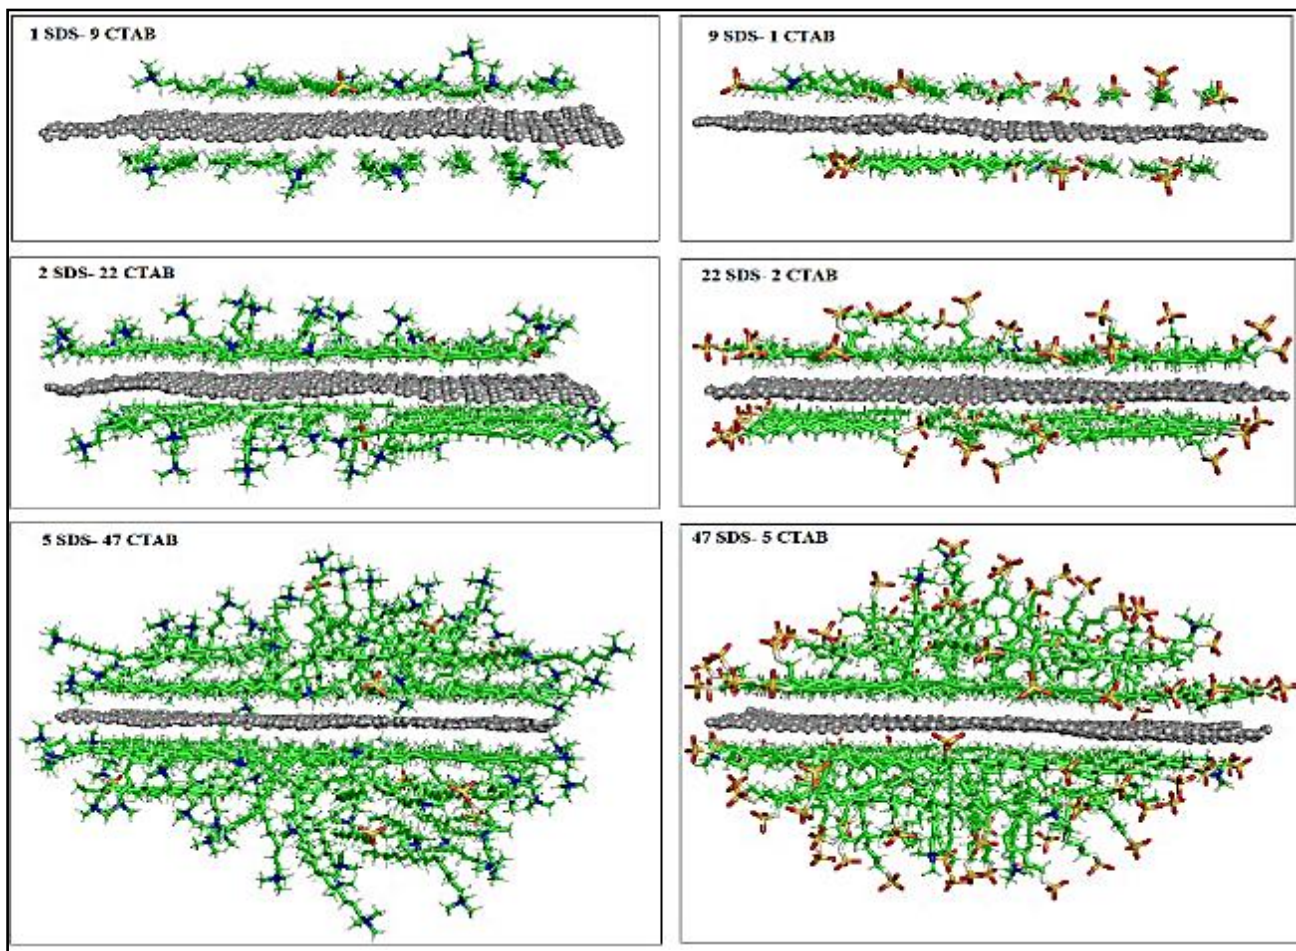 1 SDS- 9 CTAB
9 SDS- 1 CTAB
2 SDS- 22 CTAB
22 SDS- 2 CTAB
5 SDS- 47 CTAB
47 SDS- 5 CTAB